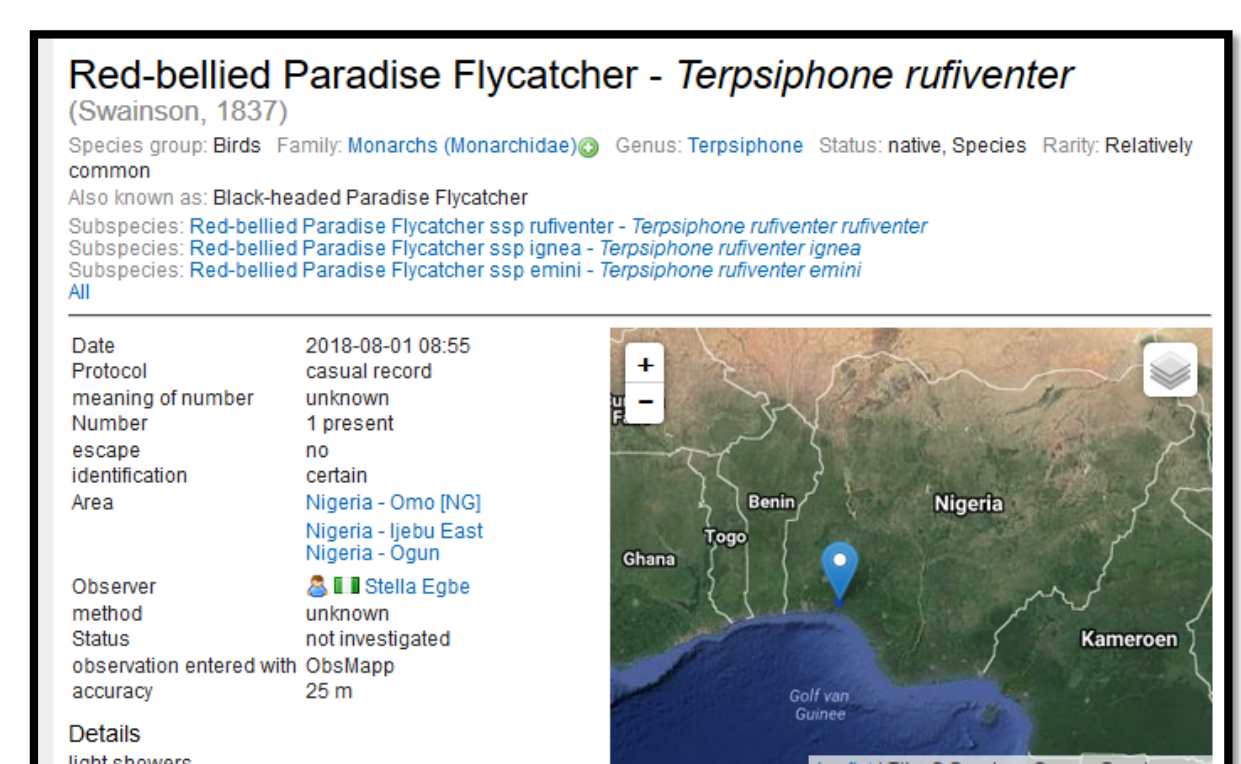 Red-bellied Paradise Flycatcher - Terpsiphone rufiventer
(Swainson, 1837)
Species group: Birds Family: Monarchs (Monarchidae) Genus: Terpsiphone Status: native, Species Rarity: Relatively
common
Also known as: Black-headed Paradise Flycatcher
Subspecies: Red-bellied Paradise Flycatcher ssp rufiventer - Terpsiphone rufiventer rufiventer
Subspecies: Red-bellied Paradise Flycatcher ssp ignea - Terpsiphone rufiventer ignea
Subspecies: Red-bellied Paradise Flycatcher ssp emini - Terpsiphone rufiventer emini
All
Date 2018-08-01 08:55
Protocol casual record
meaning of number unknown
Number 1 present
escape no
identification certain
Area Nigeria - Omo [NG]
Nigeria - Ijebu East
Nigeria - Ogun
Observer Stella Egbe
method unknown
Status not investigated
observation entered with ObsMapp
accuracy 25 m
Details
light showers
+
-
Benin
Nigeria
Togo
Ghana
Kameroen
Golf van
Guinee